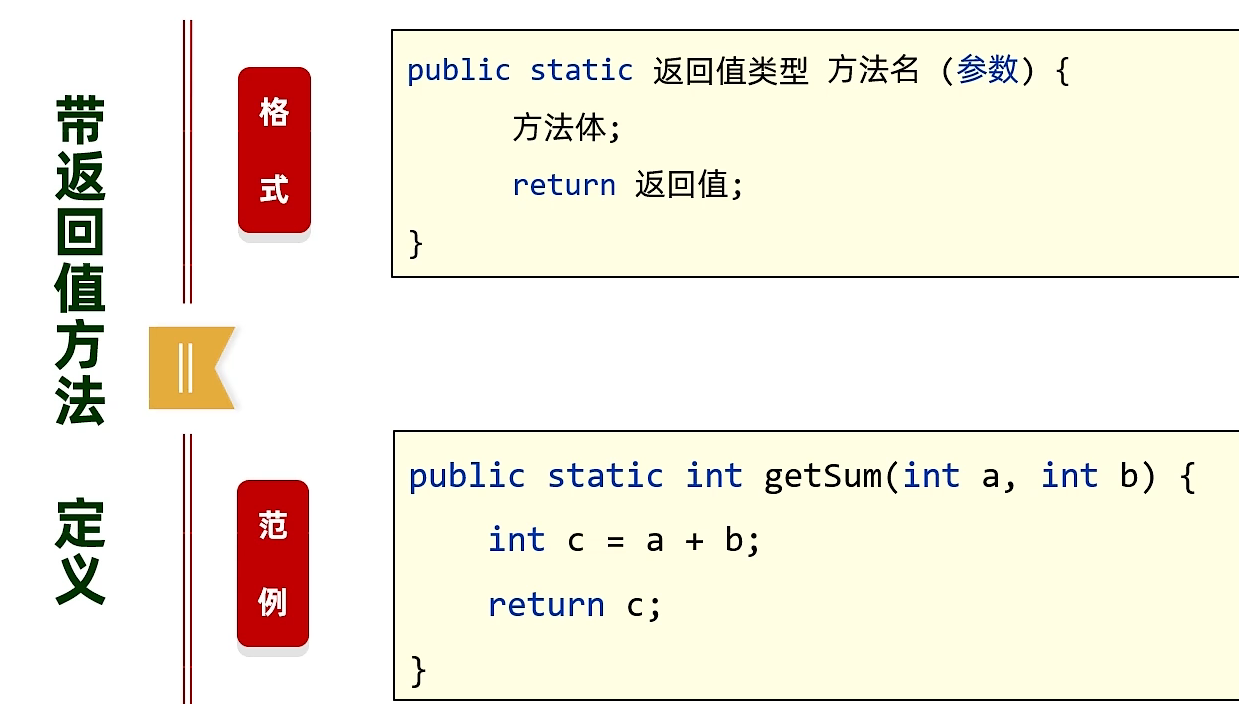 带返回值方法 定义
格式
public static 返回值类型 方法名 (参数) {
方法体;
return 返回值;
}
范例
public static int getSum(int a, int b) {
int c = a + b;
return c;
}